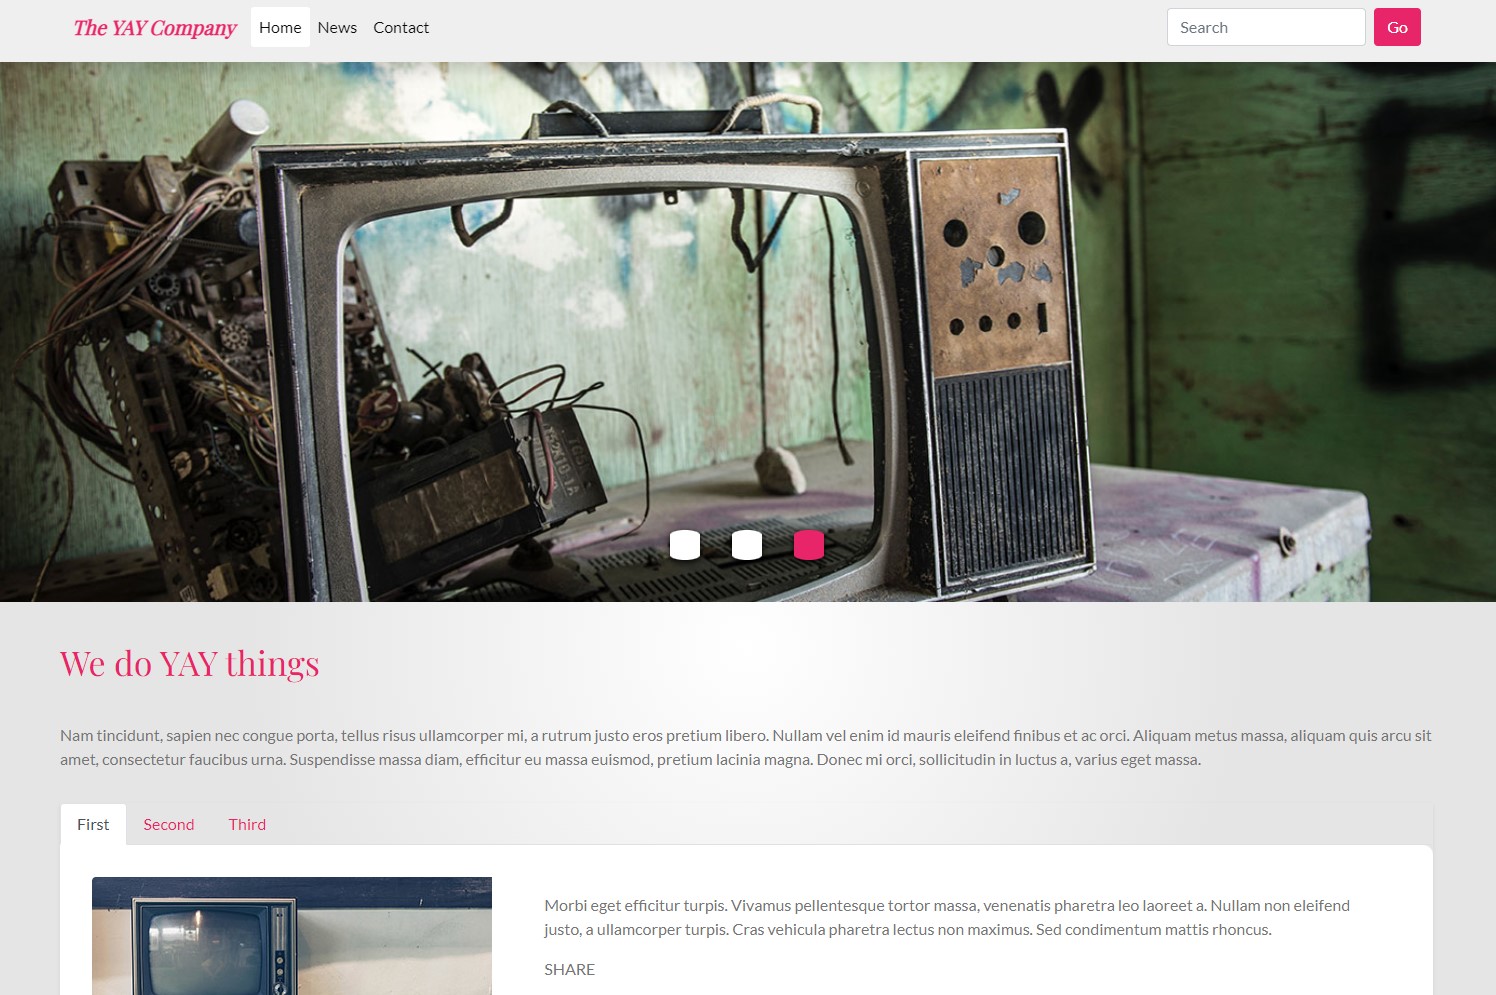 The YAY Company Home News Contact Search Go
We do YAY things
Nam tincidunt, sapien nec congue porta, tellus risus ullamcorper mi, a rutrum justo eros pretium libero. Nullam vel enim id mauris eleifend finibus et ac orci. Aliquam metus massa, aliquam quis arcu sit
amet, consectetur faucibus urna. Suspendisse massa diam, efficitur eu massa euismod, pretium lacinia magna. Donec mi orci, sollicitudin in luctus a, varius eget massa.
First Second Third
Morbi eget efficitur turpis. Vivamus pellentesque tortor massa, venenatis pharetra leo laoreet a. Nullam non eleifend
justo, a ullamcorper turpis. Cras vehicula pharetra lectus non maximus. Sed condimentum mattis rhoncus.
SHARE